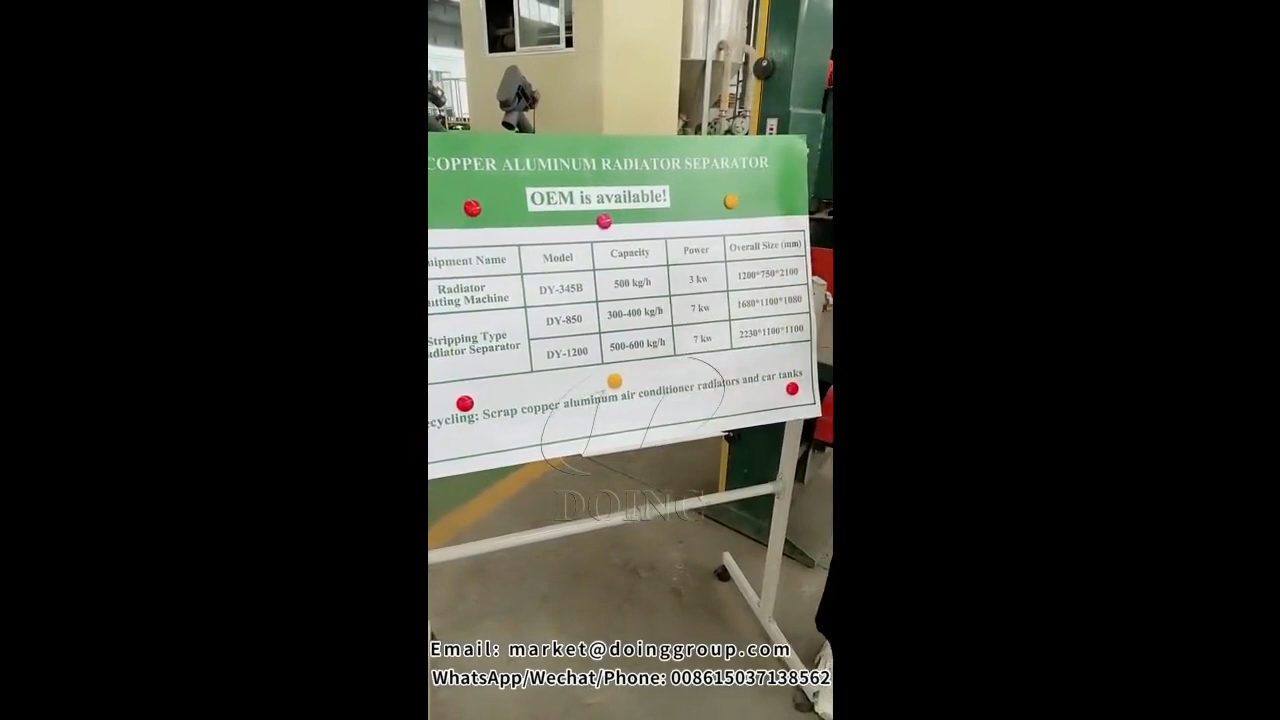 COPPER ALUMINUM RADIATOR SEPARATOR
OEM is available!
uipment Name Model Capacity Power Overall Size (mm)
Radiator
utting Machine DY-345B 500 kg/h 3 kw 1200*750*2100
Stripping Type
adiator Separator DY-850 300-400 kg/h 7 kw 1680*1100*1080
DY-1200 500-600 kg/h 7 kw 2230*1100*1100
ecycling: Scrap copper aluminum air conditioner radiators and car tanks
DOING
Email: market@doinggroup.com
WhatsApp/Wechat/Phone: 008615037138562